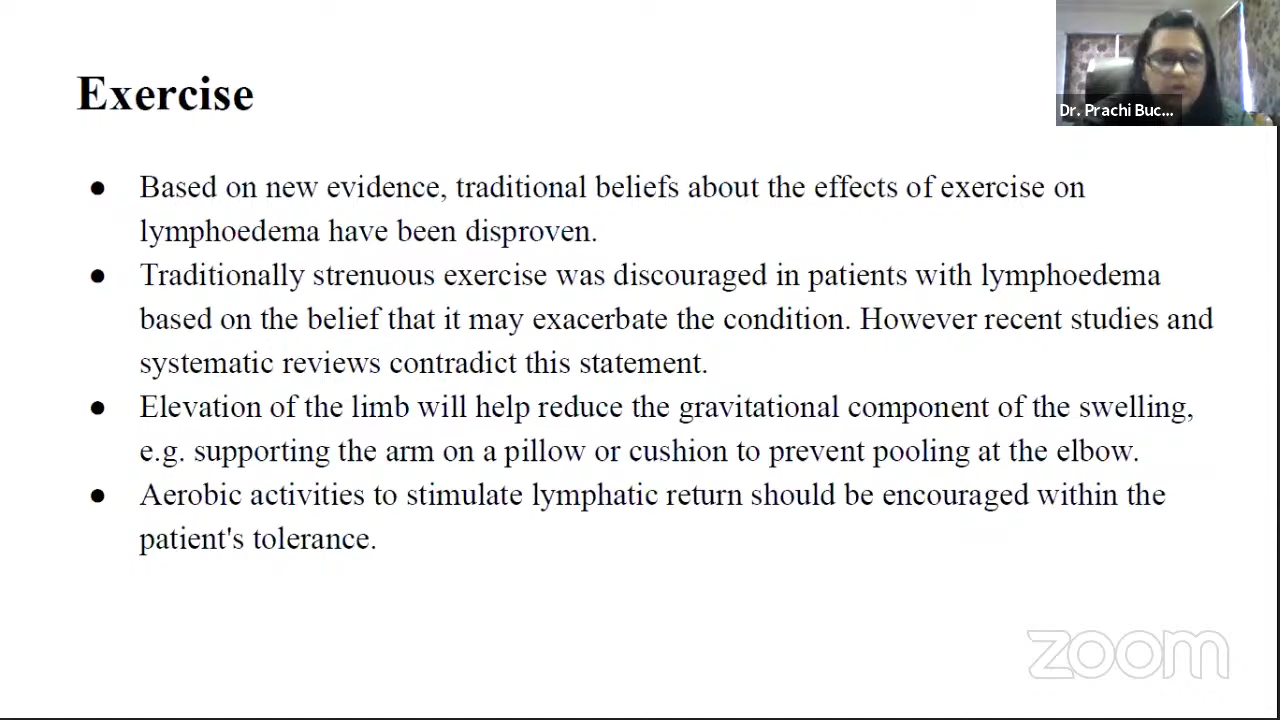 Dr. Prachi Buc...
Exercise
● Based on new evidence, traditional beliefs about the effects of exercise on
lymphoedema have been disproven.
● Traditionally strenuous exercise was discouraged in patients with lymphoedema
based on the belief that it may exacerbate the condition. However recent studies and
systematic reviews contradict this statement.
● Elevation of the limb will help reduce the gravitational component of the swelling,
e.g. supporting the arm on a pillow or cushion to prevent pooling at the elbow.
● Aerobic activities to stimulate lymphatic return should be encouraged within the
patient's tolerance.
zoom